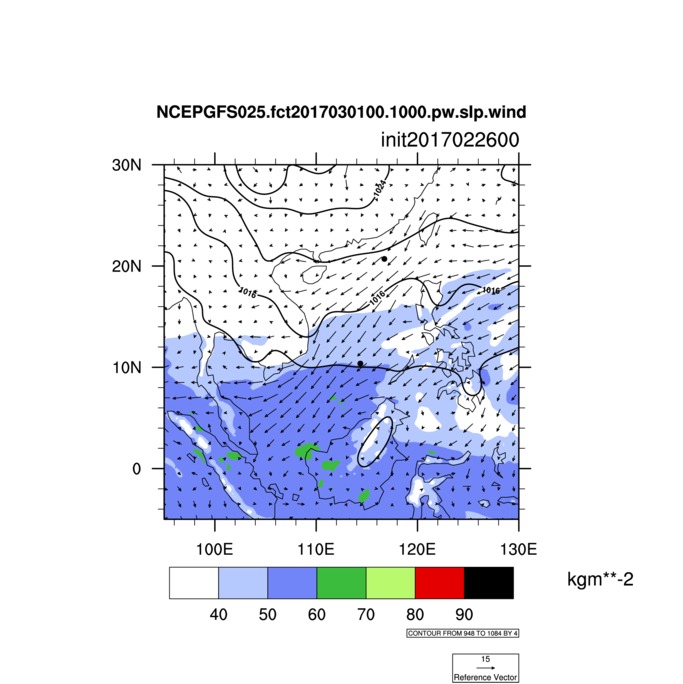 NCEPGFS025.fct2017030100.1000.pw.slp.wind
init2017022600
30N
1024
20N
1016
1016
1016
10N
0
100E 110E 120E 130E
kgm**-2
40 50 60 70 80 90
CONTOUR FROM 948 TO 1084 BY 4
15
Reference Vector